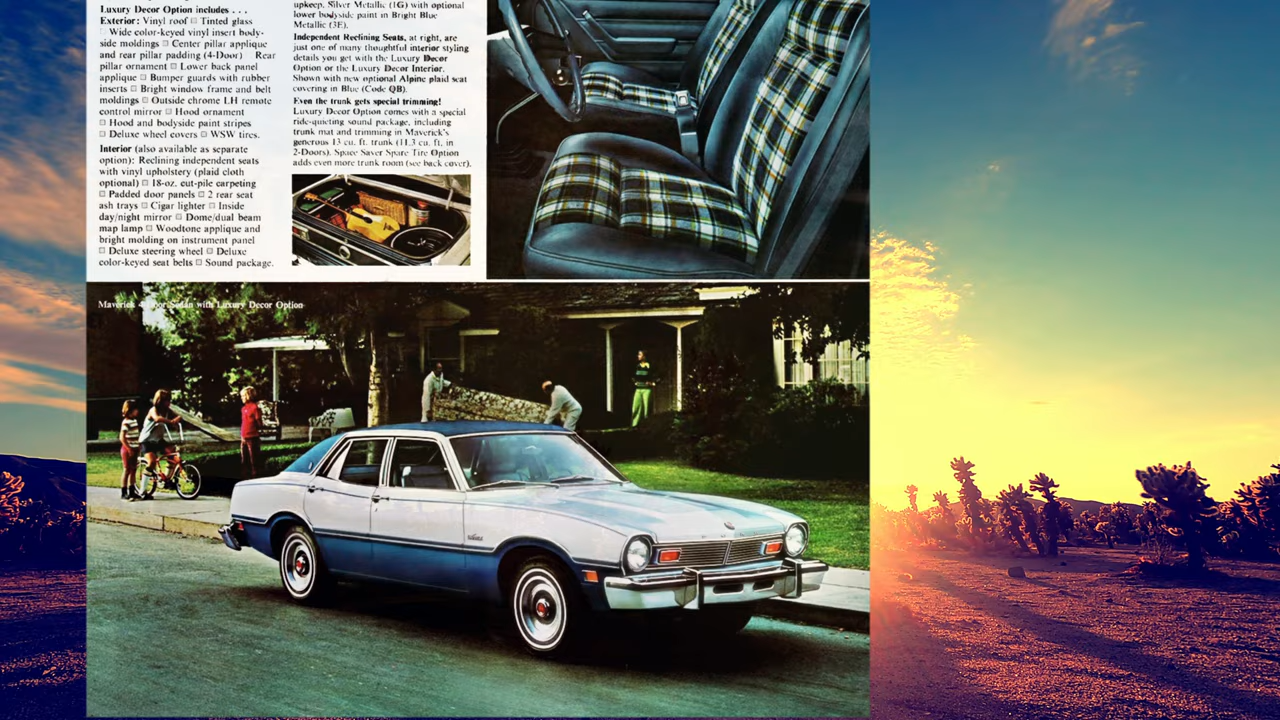 Luxury Decor Option includes . . .
Exterior: Vinyl roof □ Tinted glass
□ Wide color-keyed vinyl insert body-
side moldings □ Center pillar applique
and rear pillar padding (4-Door) □ Rear
pillar ornament □ Lower back panel
applique □ Bumper guards with rubber
inserts □ Bright window frame and belt
moldings □ Outside chrome LH remote
control mirror □ Hood ornament
□ Hood and bodyside paint stripes
□ Deluxe wheel covers □ WSW tires.
Interior (also available as separate
option): Reclining independent seats
with vinyl upholstery (plaid cloth
optional) □ 18-oz. cut-pile carpeting
□ Padded door panels □ 2 rear seat
ash trays □ Cigar lighter □ Inside
day/night mirror □ Dome/dual beam
map lamp □ Woodtone applique and
bright molding on instrument panel
□ Deluxe steering wheel □ Deluxe
color-keyed seat belts □ Sound package.
upkeep. Silver Metallic (1G) with optional
lower bodyside paint in Bright Blue
Metallic (3E).
Independent Reclining Seats, at right, are
just one of many thoughtful interior styling
details you get with the Luxury Decor
Option or the Luxury Decor Interior.
Shown with new optional Alpine plaid seat
covering in Blue (Code QB).
Even the trunk gets special trimming!
Luxury Decor Option comes with a special
ride-quieting sound package, including
trunk mat and trimming in Maverick's
generous 13 cu. ft. trunk (11.3 cu. ft. in
2-Doors). Space Saver Spare Tire Option
adds even more trunk room (see back cover).
Maverick 4-Door Sedan with Luxury Decor Option